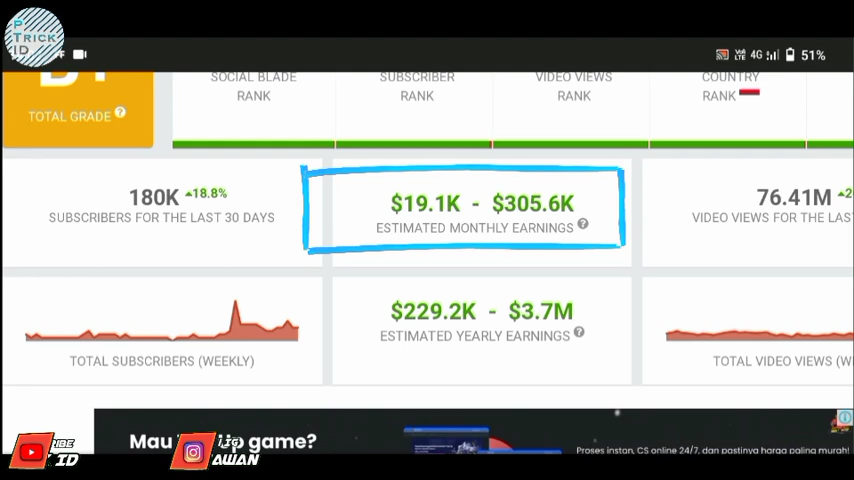 P
TRICK
ID
VoI
LTE 4G 51%
SOCIAL BLADE
RANK
SUBSCRIBER
RANK
VIDEO VIEWS
RANK
COUNTRY
RANK
TOTAL GRADE ?
180K 18.8%
SUBSCRIBERS FOR THE LAST 30 DAYS
$19.1K - $305.6K
ESTIMATED MONTHLY EARNINGS ?
76.41M
VIDEO VIEWS FOR THE LAST
$229.2K - $3.7M
ESTIMATED YEARLY EARNINGS ?
TOTAL SUBSCRIBERS (WEEKLY)
TOTAL VIDEO VIEWS (W
Mau Up game?
Proses instan, CS online 24/7, dan pastinya harga paling murah!
ID
AWAN